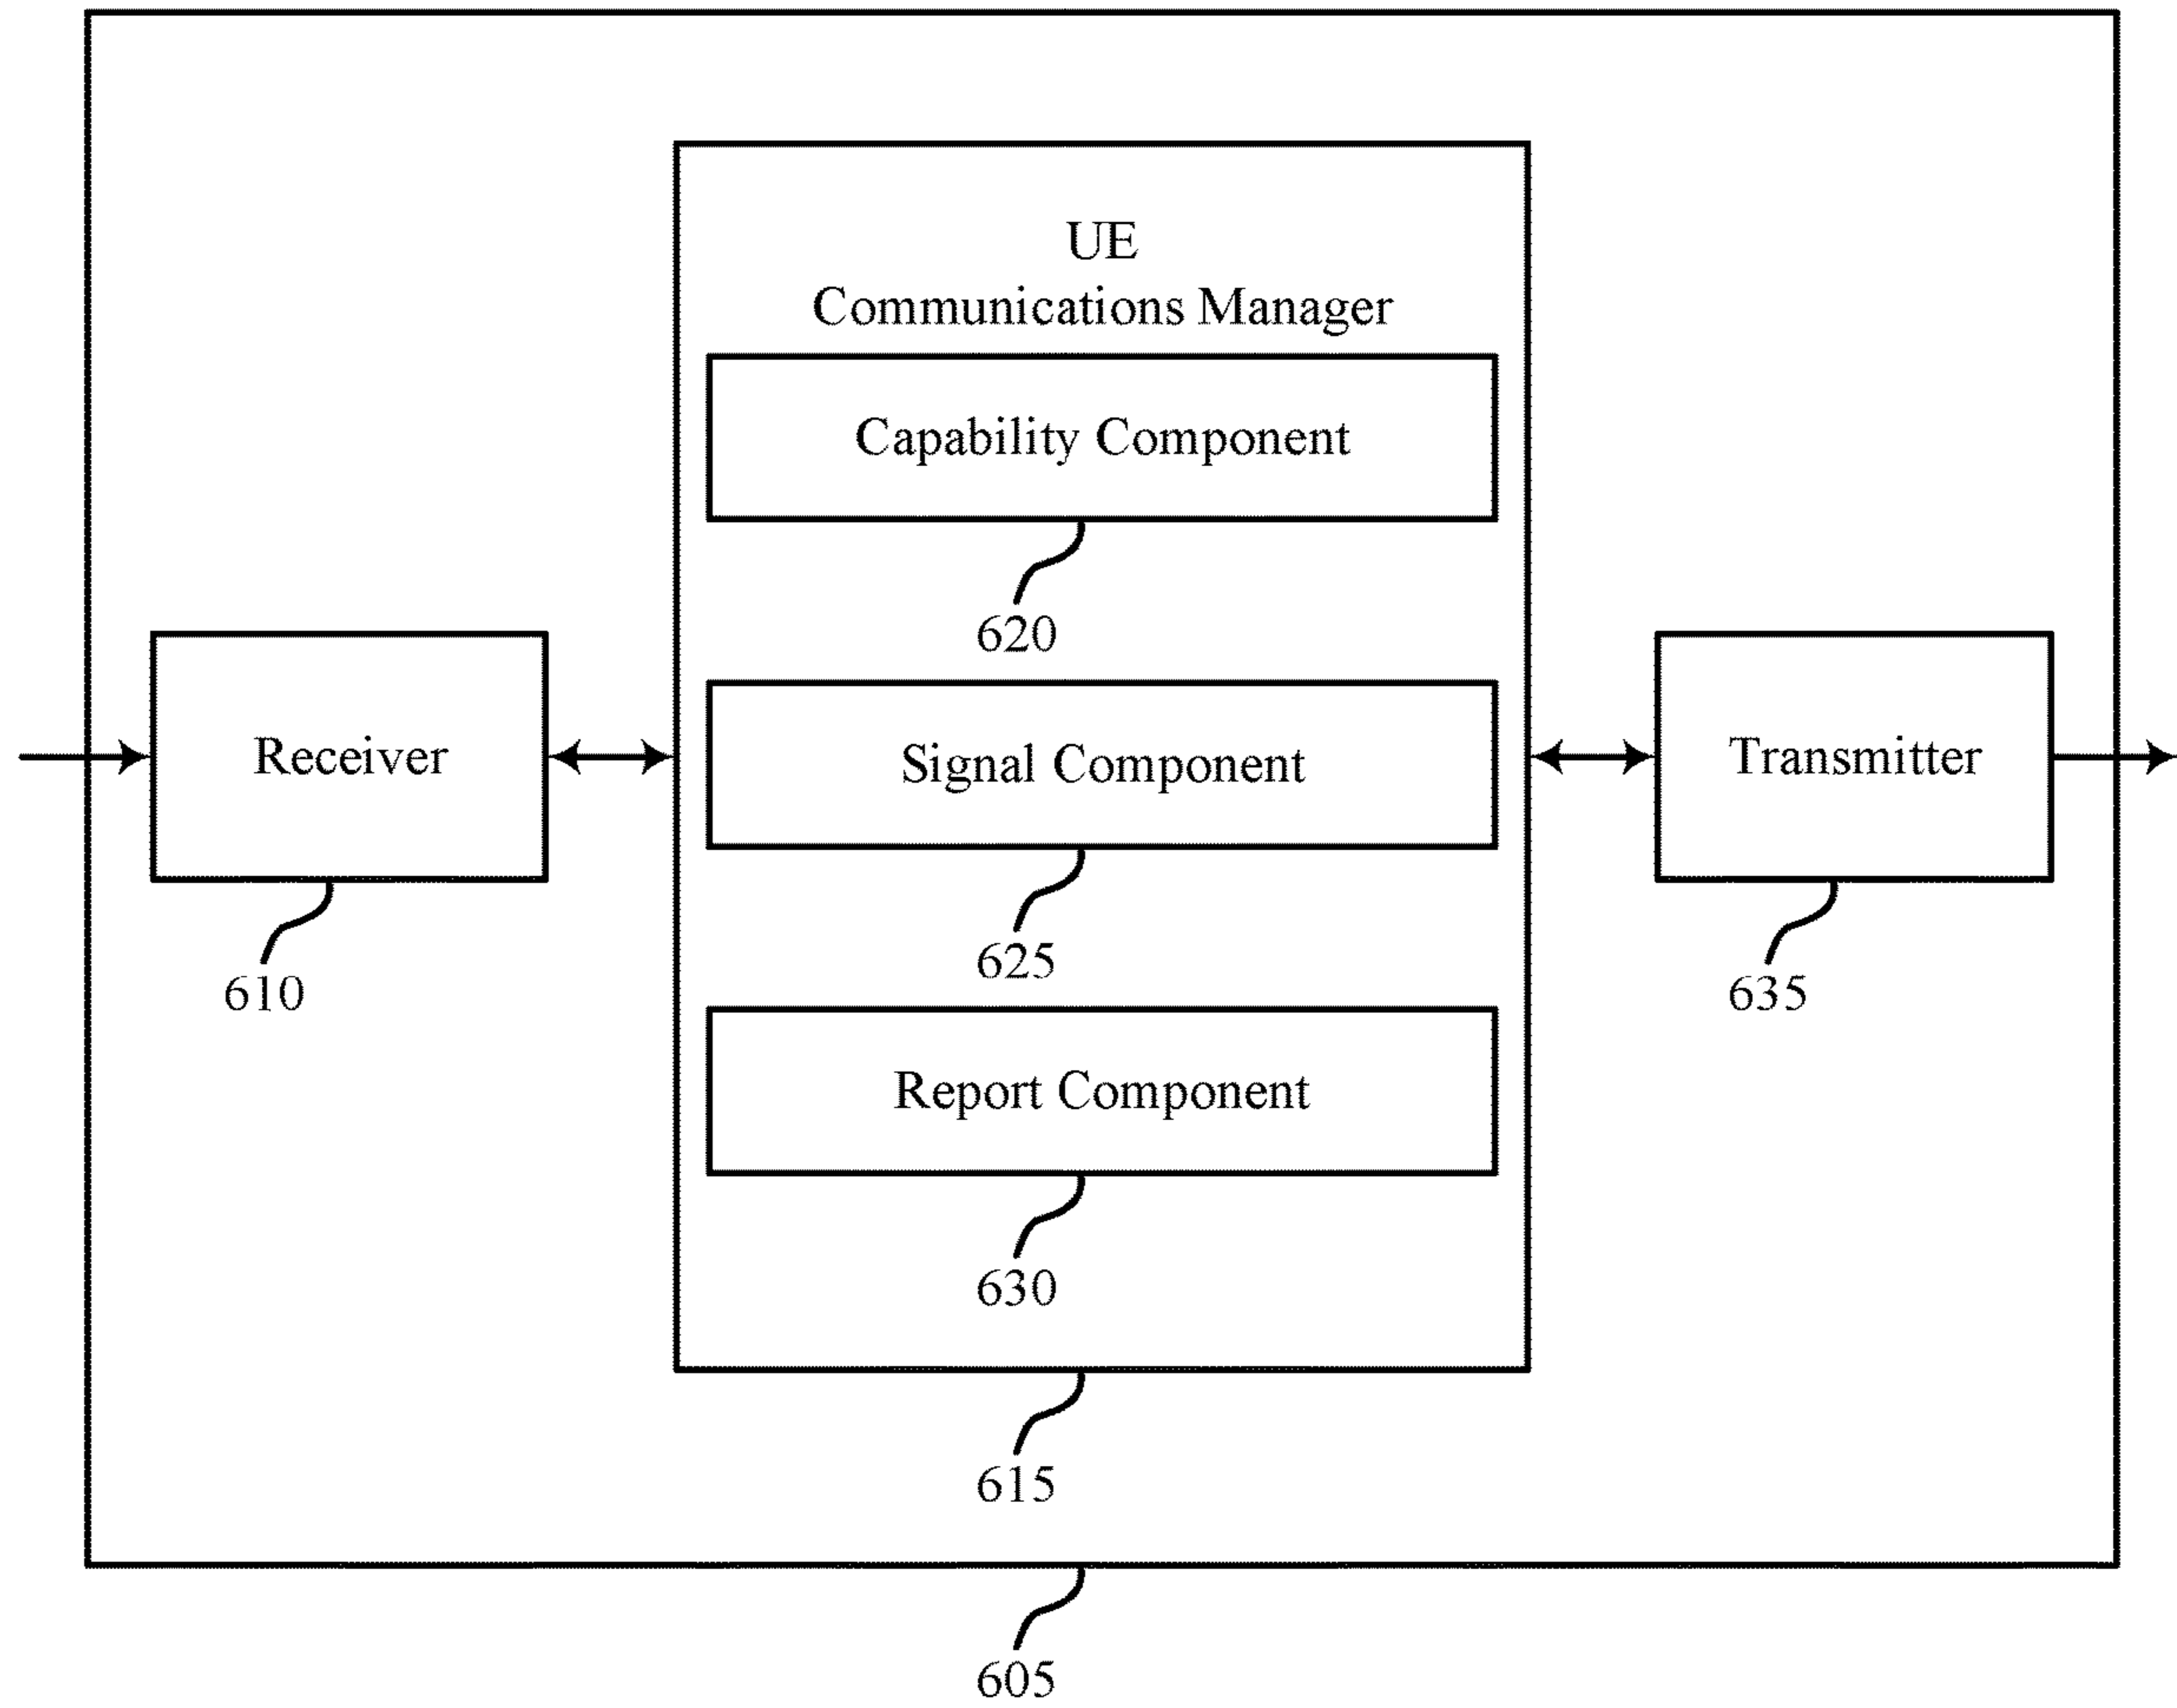 UE
Communications Manager
Capability Component
620
Receiver
610
Signal Component
625
Transmitter
635
Report Component
630
615
605